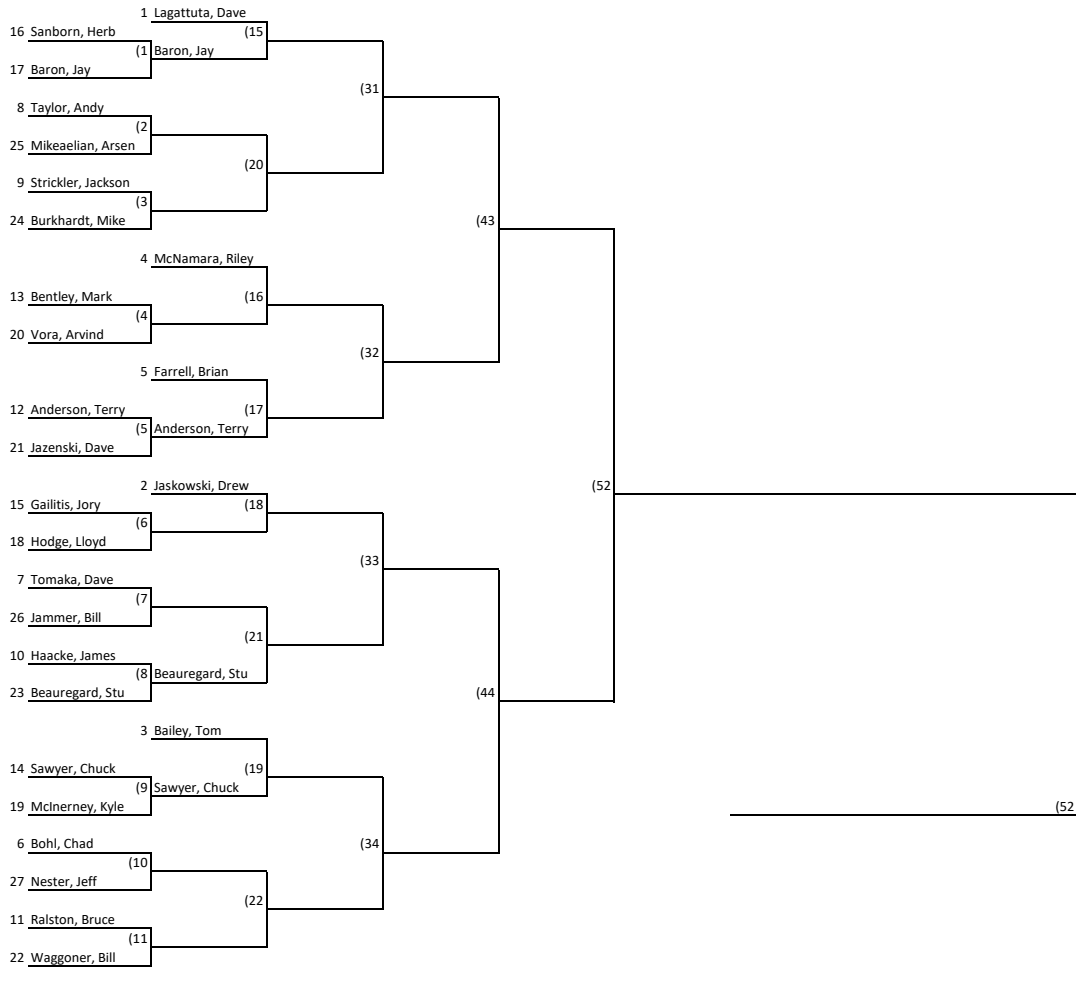 1 Lagattuta, Dave
16 Sanborn, Herb (15
(1 Baron, Jay
17 Baron, Jay
(31
8 Taylor, Andy
(2
25 Mikeaelian, Arsen
(20
9 Strickler, Jackson
(3
24 Burkhardt, Mike
(43
4 McNamara, Riley
13 Bentley, Mark (16
(4
20 Vora, Arvind
(32
5 Farrell, Brian
12 Anderson, Terry (17
(5 Anderson, Terry
21 Jazenski, Dave
2 Jaskowski, Drew (52
15 Gailitis, Jory (18
(6
18 Hodge, Lloyd
(33
7 Tomaka, Dave
(7
26 Jammer, Bill
(21
10 Haacke, James
(8 Beauregard, Stu
23 Beauregard, Stu (44
3 Bailey, Tom
14 Sawyer, Chuck (19
(9 Sawyer, Chuck
19 McInerney, Kyle (52
6 Bohl, Chad (34
(10
27 Nester, Jeff
(22
11 Ralston, Bruce
(11
22 Waggoner, Bill